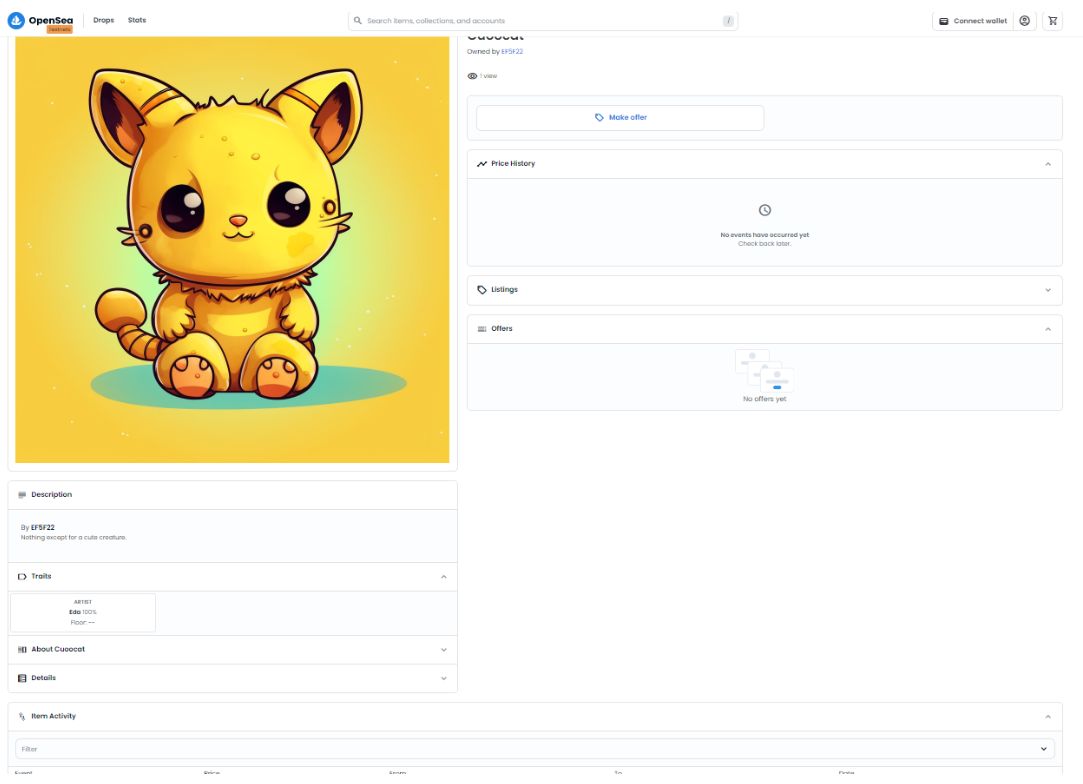 OpenSea
Testnets
Drops
Stats
Search items, collections, and accounts
/
Connect wallet
Cuoocat
Owned by EF5F22
1 view
Make offer
Price History
No events have occurred yet
Check back later.
Listings
Offers
No offers yet
Description
By EF5F22
Nothing except for a cute creature.
Traits
ARTIST
Eda 100%
Floor: --
About Cuoocat
Details
Item Activity
Filter
Event
Price
From
To
Date